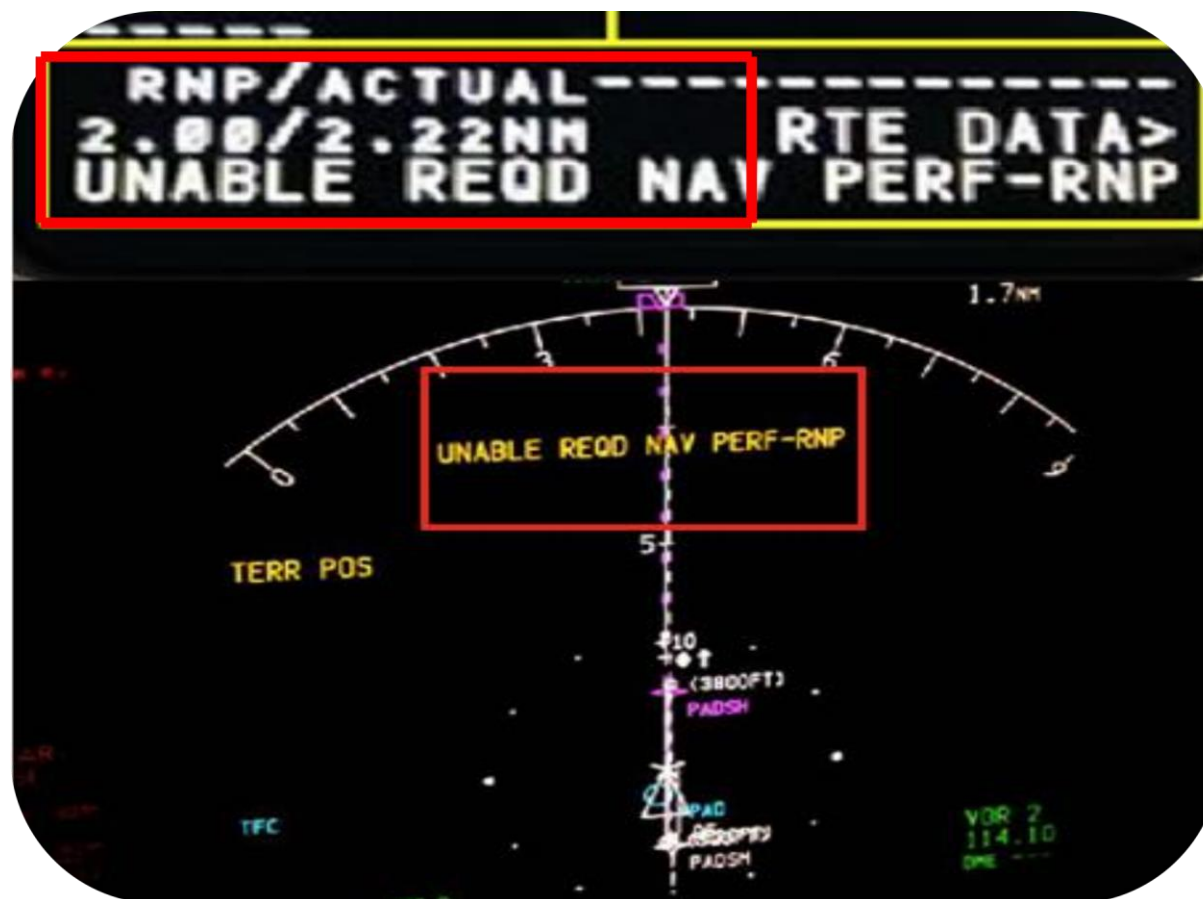 RNP/ACTUAL
2.00/2.22NM RTE DATA>
UNABLE REQD NAV PERF-RNP
1.7NM
3
6
0
9
UNABLE REQD NAV PERF-RNP
5
TERR POS
10
(3800FT)
PADSH
TFC
PAD
PADSH
VOR 2
114.10
DME ---